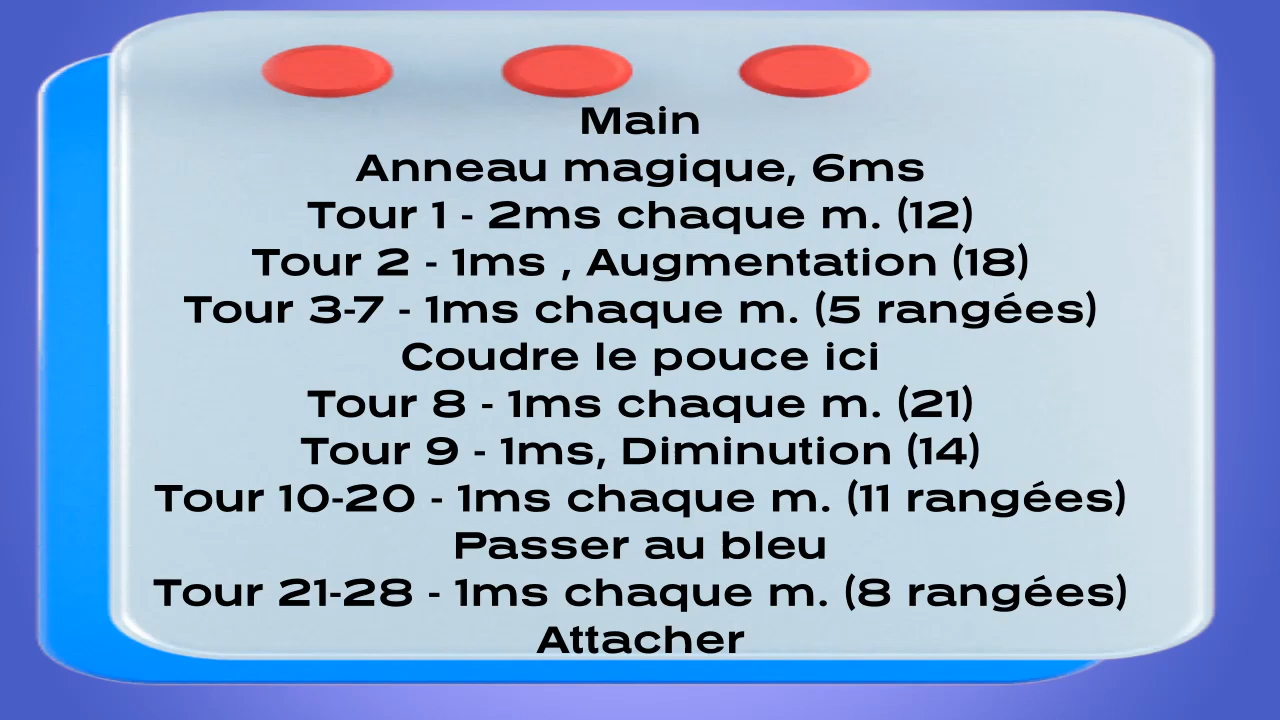 Main
Anneau magique, 6ms
Tour 1 - 2ms chaque m. (12)
Tour 2 - 1ms , Augmentation (18)
Tour 3-7 - 1ms chaque m. (5 rangées)
Coudre le pouce ici
Tour 8 - 1ms chaque m. (21)
Tour 9 - 1ms, Diminution (14)
Tour 10-20 - 1ms chaque m. (11 rangées)
Passer au bleu
Tour 21-28 - 1ms chaque m. (8 rangées)
Attacher